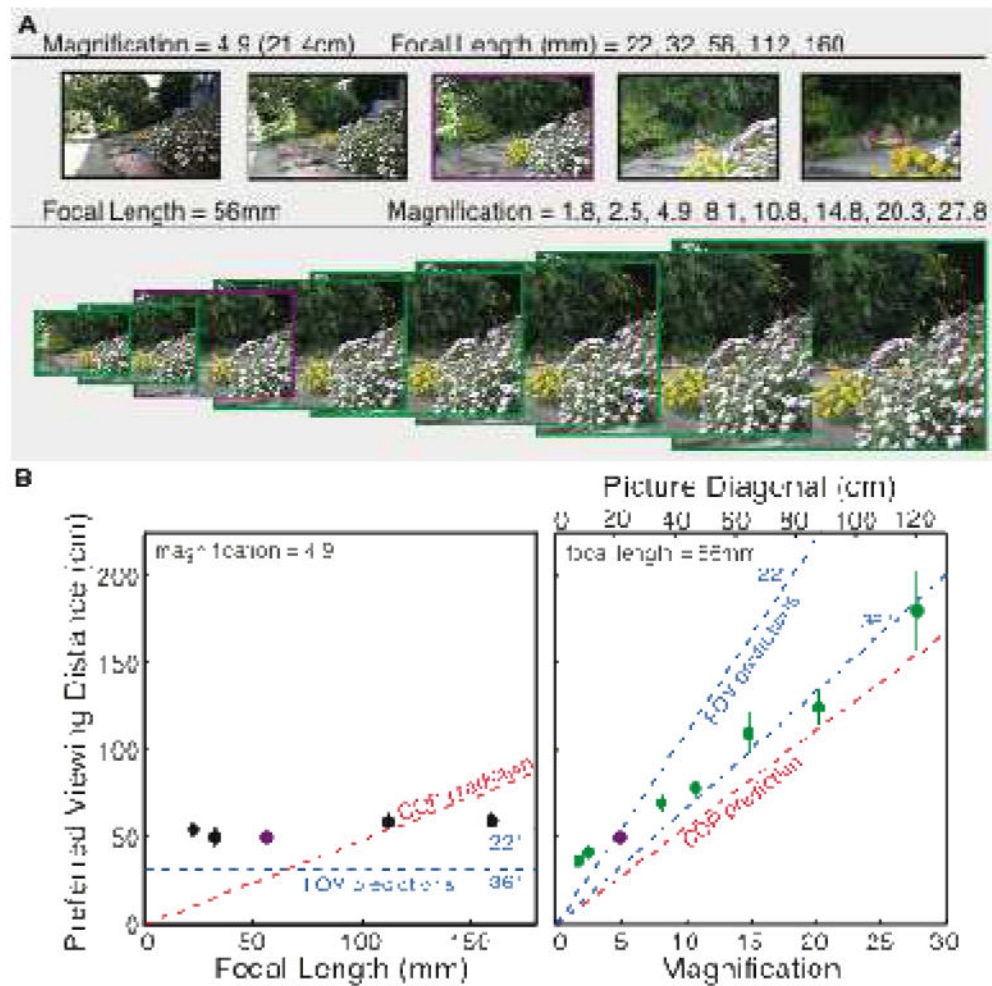 A
Magnification = 4.9 (21.4cm) Focal Length (mm) = 22, 32, 56, 112, 160
Focal Length = 56mm Magnification = 1.8, 2.5, 4.9 8.1, 10.8, 14.8, 20.3, 27.8
B
Picture Diagonal (cm)
0 20 40 60 80 100 120
Preferred Viewing Distance (cm)
200
150
100
50
0
magnification = 4.9
COP prediction
22°
FOV predictions
36°
0 50 100 150
Focal Length (mm)
focal length = 56mm
22°
FOV predictions
COP prediction
0 5 10 15 20 25 30
Magnification